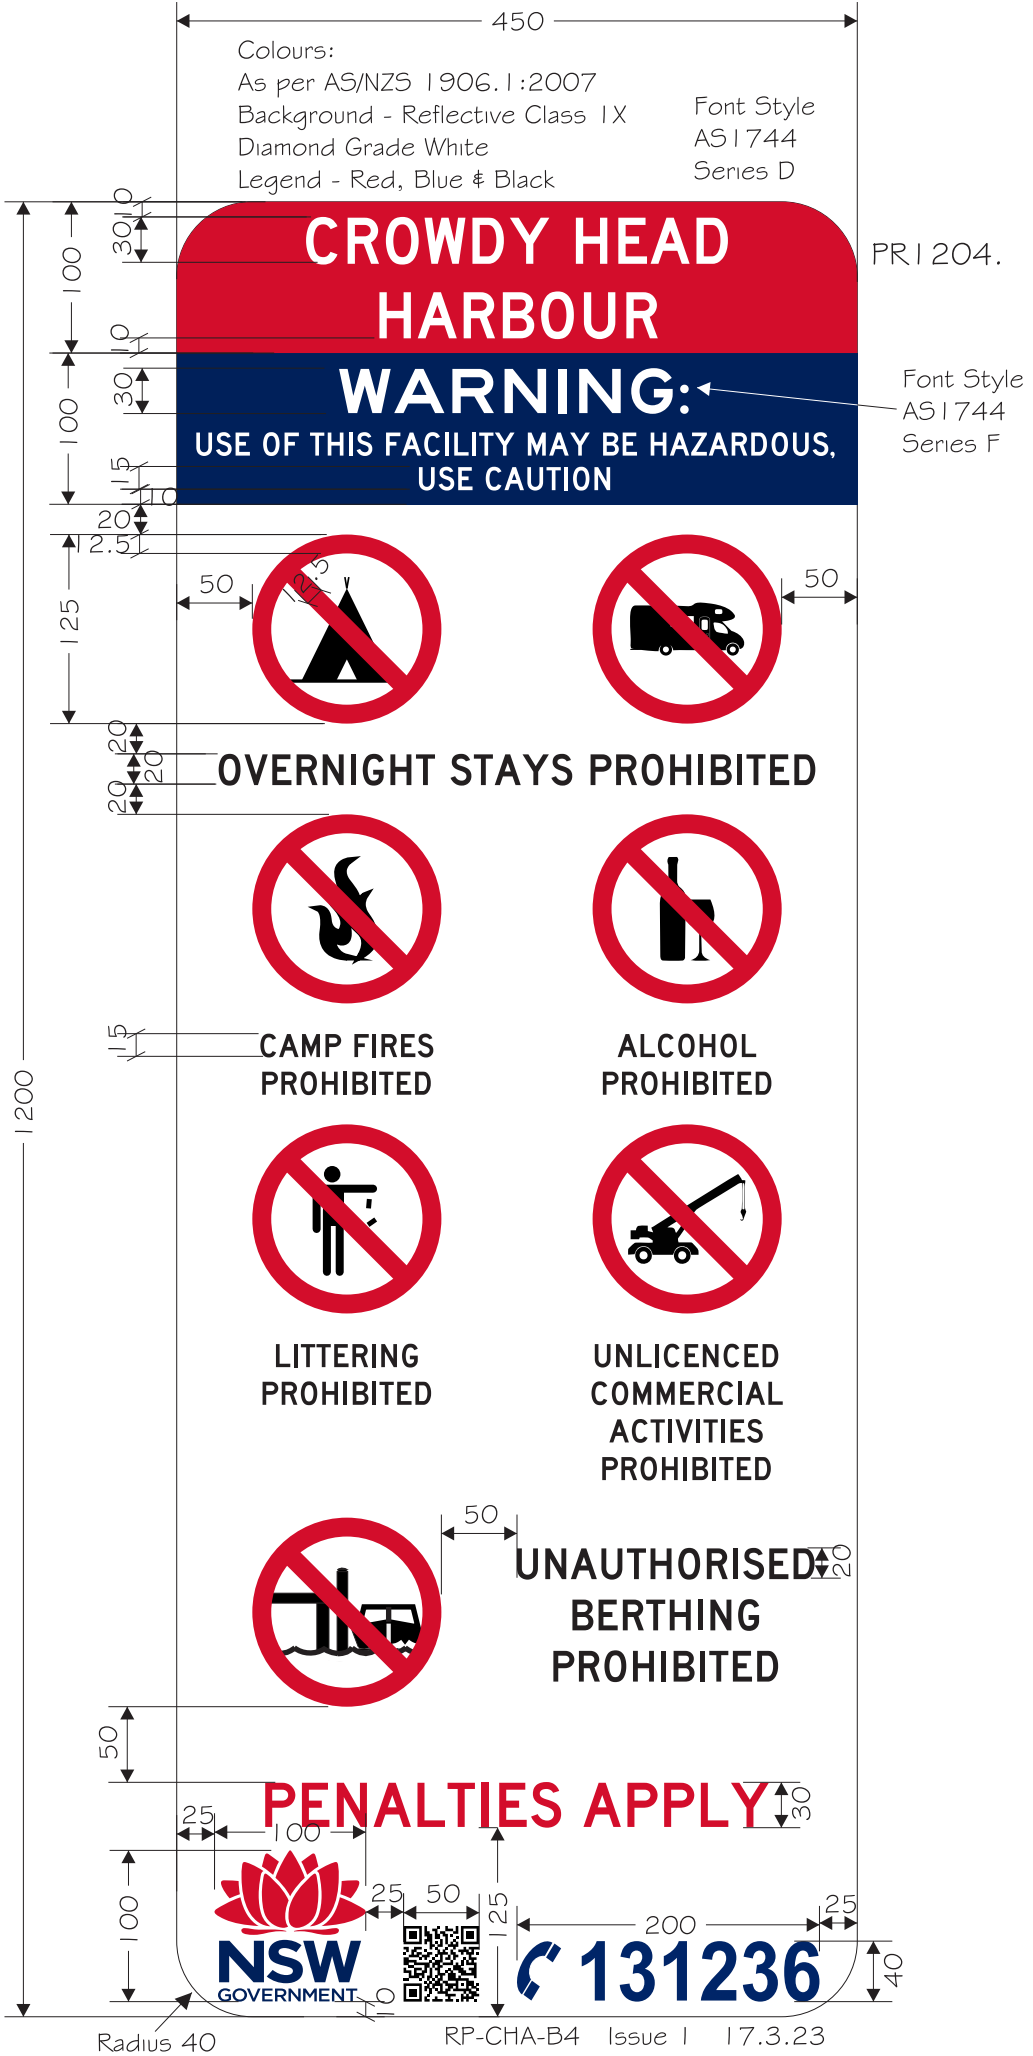 450
Colours:
As per AS/NZS 1906.1:2007
Background - Reflective Class 1X
Diamond Grade White
Legend - Red, Blue & Black
Font Style
AS1744
Series D
10
30
100
CROWDY HEAD
HARBOUR
PR1204.
10
30
100
WARNING:
Font Style
AS1744
Series F
USE OF THIS FACILITY MAY BE HAZARDOUS,
USE CAUTION
15
10
20
12.5
12.5
50
50
125
20
20
20
OVERNIGHT STAYS PROHIBITED
15
CAMP FIRES
PROHIBITED
ALCOHOL
PROHIBITED
1200
LITTERING
PROHIBITED
UNLICENCED
COMMERCIAL
ACTIVITIES
PROHIBITED
50
UNAUTHORISED
BERTHING
PROHIBITED
20
50
PENALTIES APPLY
30
25
100
100
25
50
125
200
25
40
NSW
GOVERNMENT
131236
10
Radius 40
RP-CHA-B4 Issue 1 17.3.23